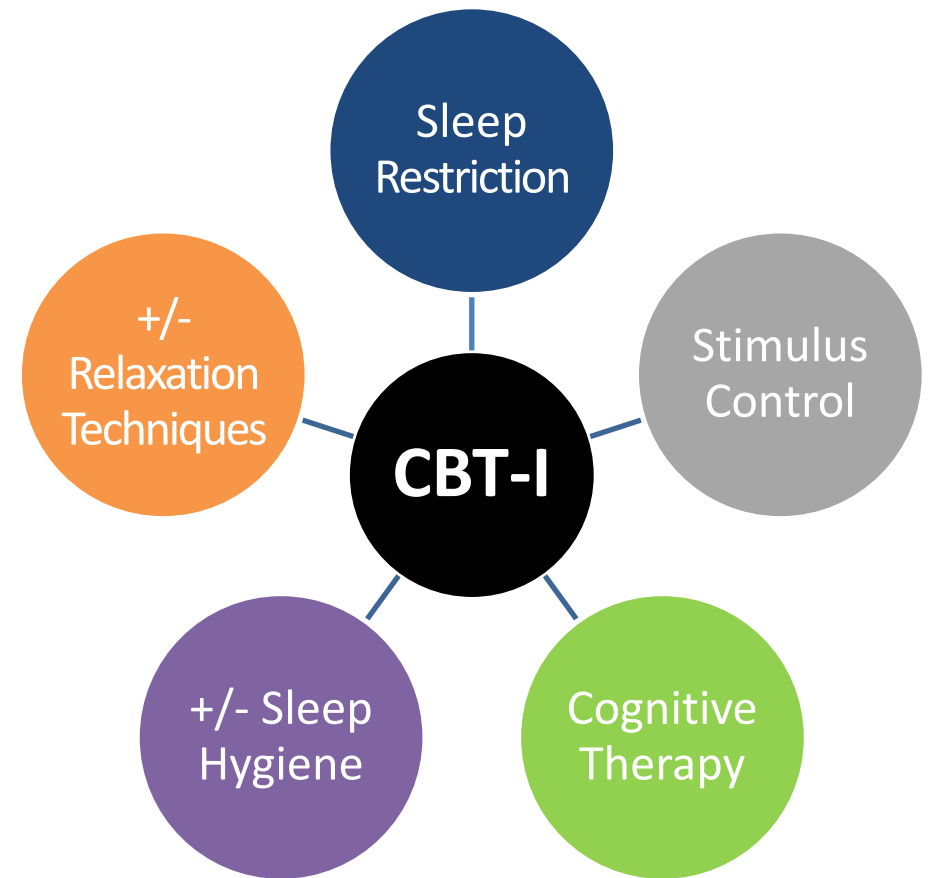 Sleep
Restriction
Stimulus
Control
Cognitive
Therapy
+/- Sleep
Hygiene
+/-
Relaxation
Techniques
CBT-I